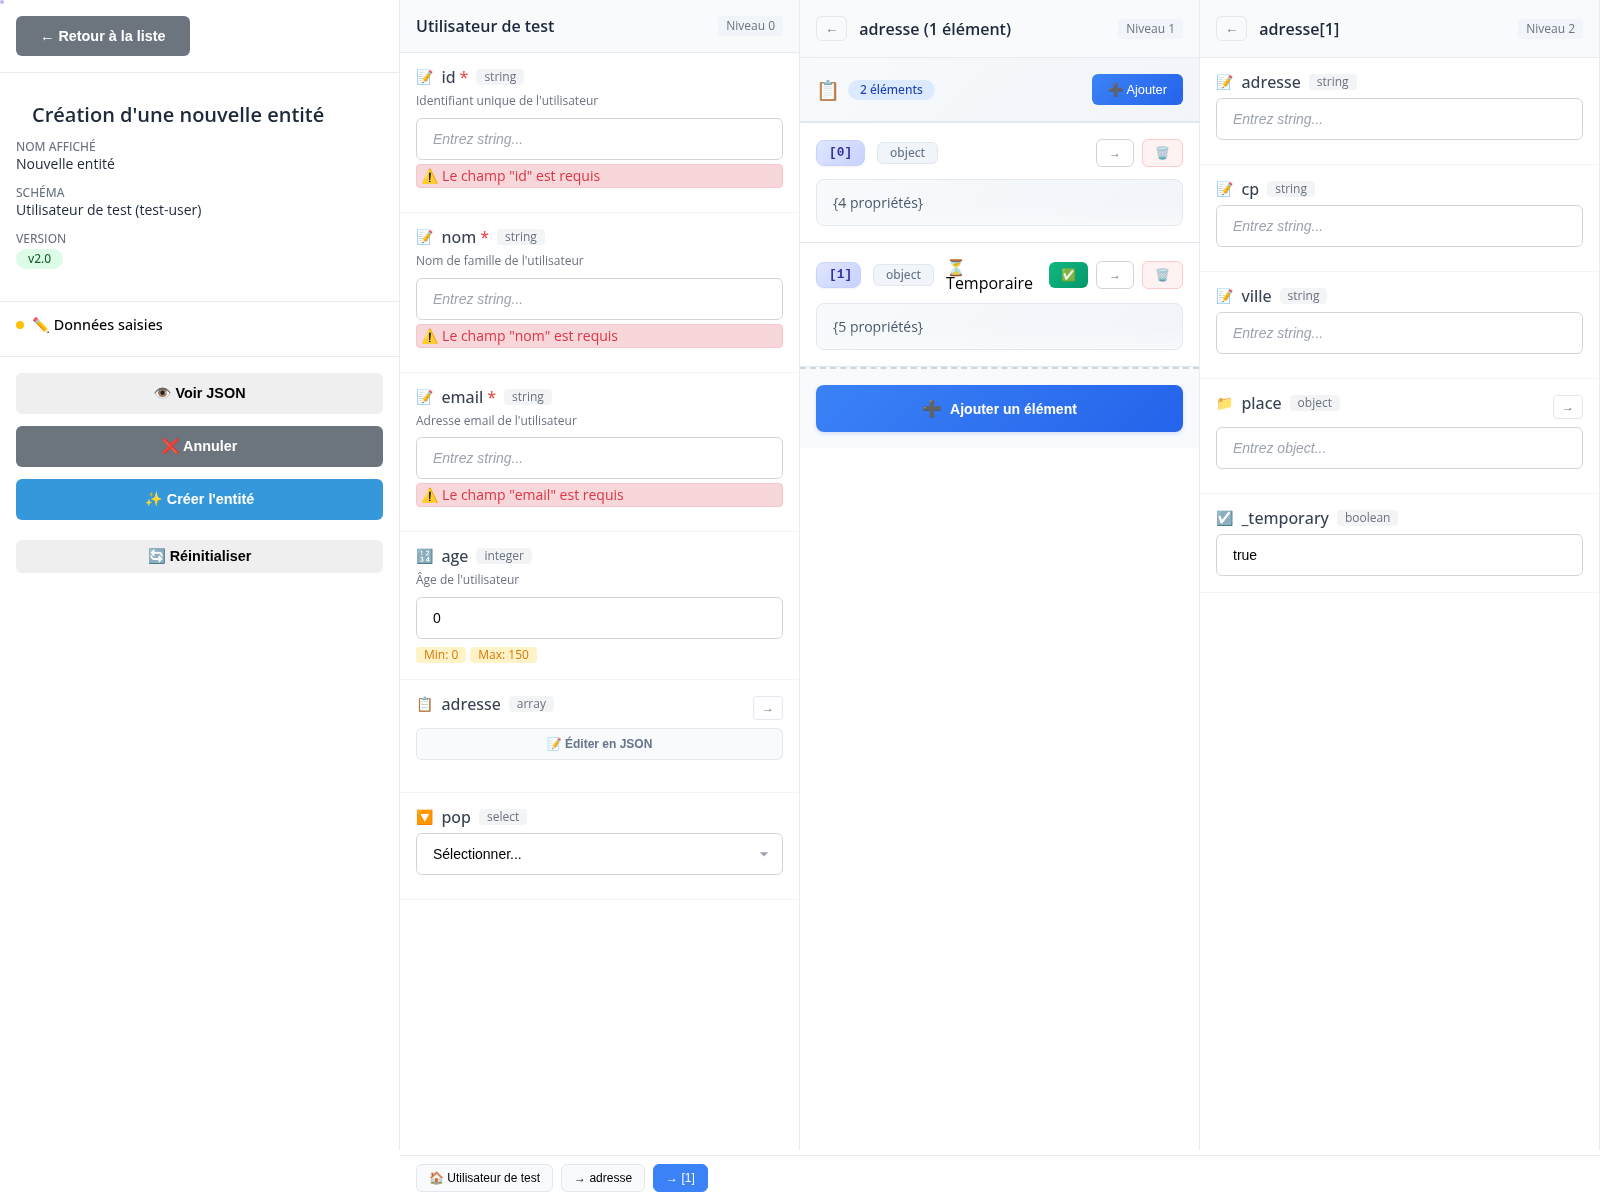 ← Retour à la liste
Création d'une nouvelle entité
NOM AFFICHÉ
Nouvelle entité
SCHÉMA
Utilisateur de test (test-user)
VERSION
v2.0
✏️ Données saisies
👁️ Voir JSON
❌ Annuler
✨ Créer l'entité
🔄 Réinitialiser
Utilisateur de test Niveau 0
📝 id * string
Identifiant unique de l'utilisateur
Entrez string...
⚠️ Le champ "id" est requis
📝 nom * string
Nom de famille de l'utilisateur
Entrez string...
⚠️ Le champ "nom" est requis
📝 email * string
Adresse email de l'utilisateur
Entrez string...
⚠️ Le champ "email" est requis
🔢 age integer
Âge de l'utilisateur
0
Min: 0 Max: 150
📋 adresse array →
📝 Éditer en JSON
🔽 pop select
Sélectionner...
← adresse (1 élément) Niveau 1
📋 2 éléments ➕ Ajouter
[0] object → 🗑️
{4 propriétés}
[1] object ⏳ Temporaire ✅ → 🗑️
{5 propriétés}
➕ Ajouter un élément
← adresse[1] Niveau 2
📝 adresse string
Entrez string...
📝 cp string
Entrez string...
📝 ville string
Entrez string...
📁 place object →
Entrez object...
☑️ _temporary boolean
true
🏠 Utilisateur de test → adresse → [1]